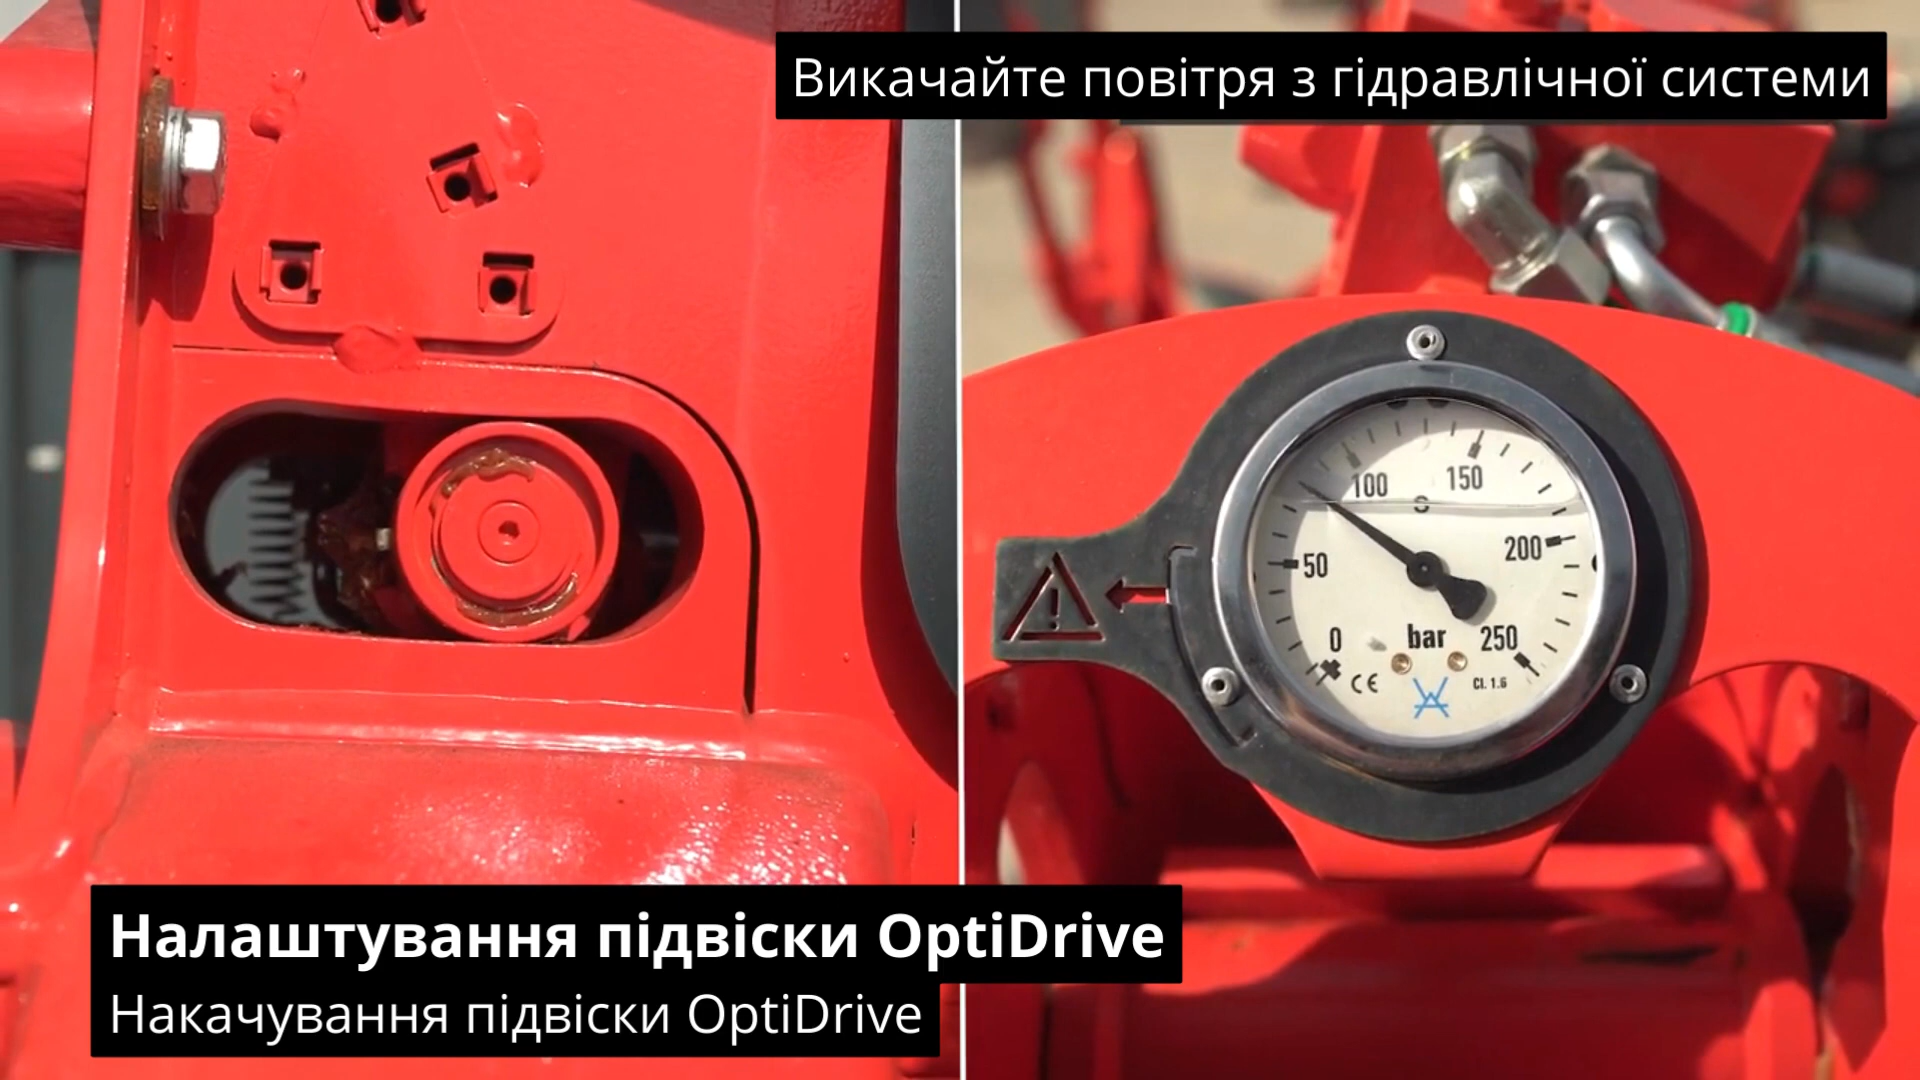 Викачайте повітря з гідравлічної системи
100
150
S
50
200
0
bar
250
CE
Cl. 1.6
Налаштування підвіски OptiDrive
Накачування підвіски OptiDrive